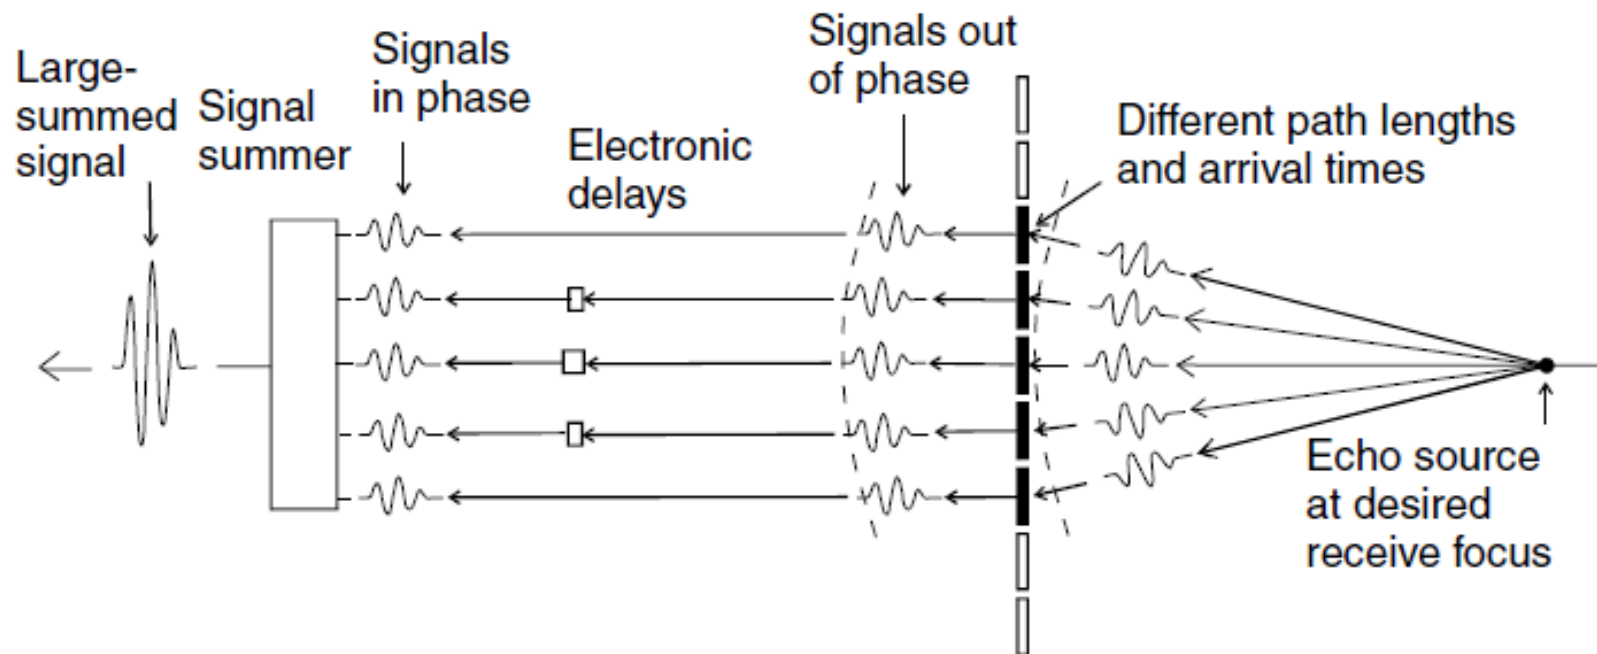 Large-
summed
signal
Signal
summer
Signals
in phase
Electronic
delays
Signals out
of phase
Different path lengths
and arrival times
Echo source
at desired
receive focus